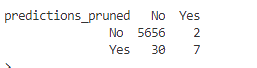 predictions_pruned No Yes
No 5656 2
Yes 30 7